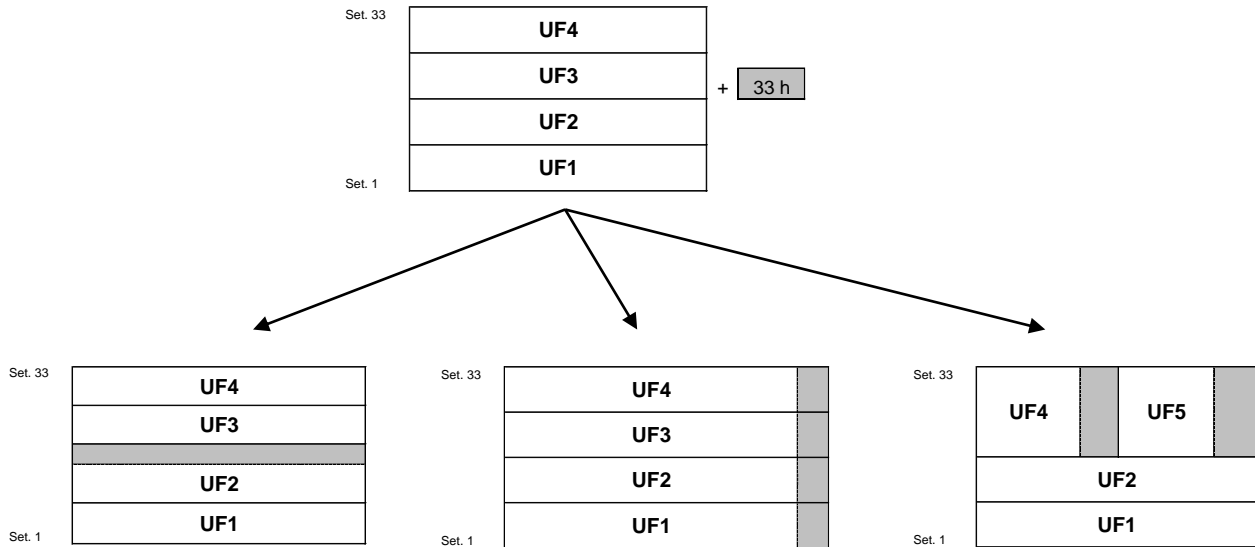 Set. 33
UF4
UF3
+ 33 h
UF2
UF1
Set. 1
Set. 33
UF4
UF3
UF2
UF1
Set. 1
Set. 33
UF4
UF3
UF2
UF1
Set. 1
Set. 33
UF4 UF5
UF2
UF1
Set. 1